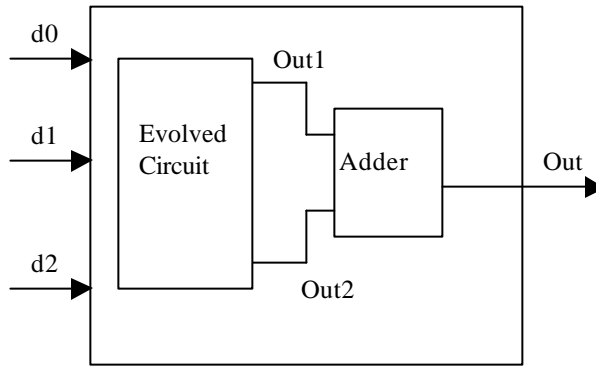 d0
Out1
Evolved
Circuit
d1
Adder
Out
d2
Out2